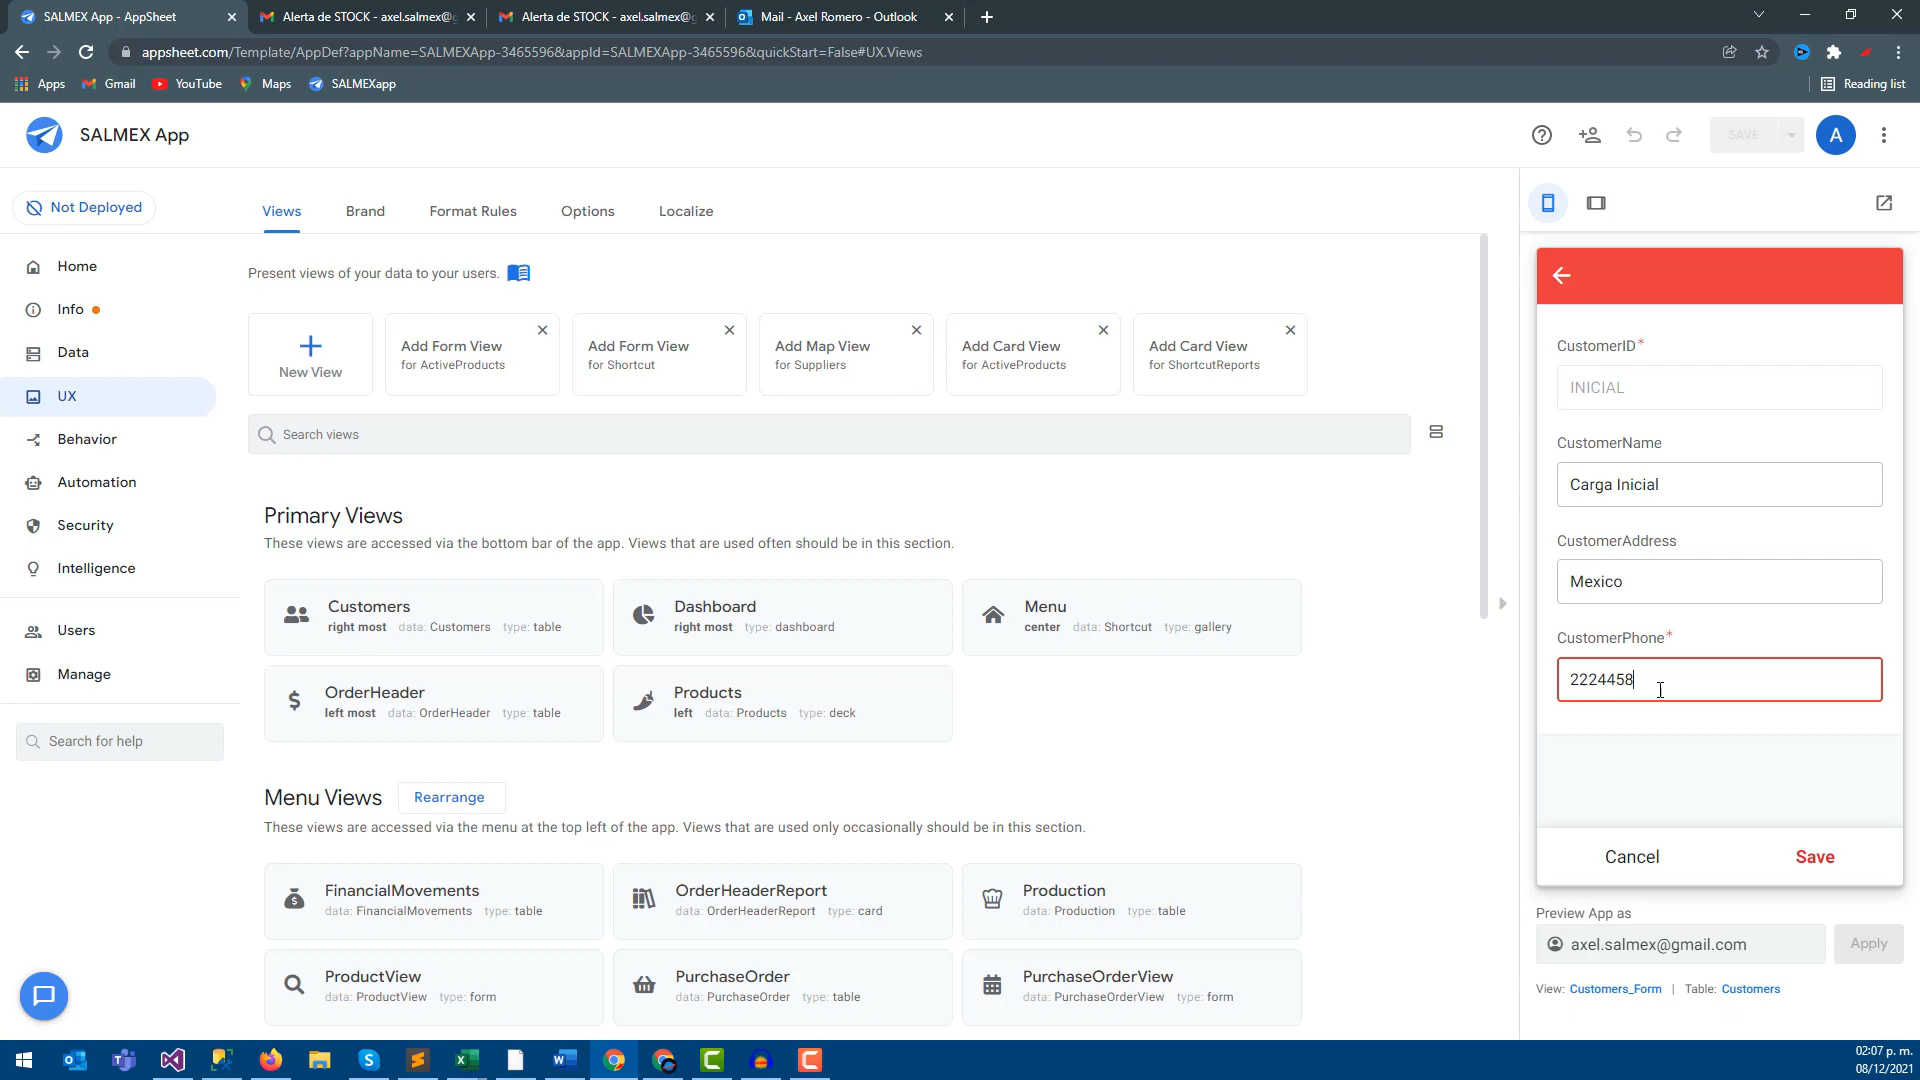 SALMEX App - AppSheet
Alerta de STOCK - axel.salmex@g
Alerta de STOCK - axel.salmex@g
Mail - Axel Romero - Outlook
appsheet.com/Template/AppDef?appName=SALMEXApp-3465596&appId=SALMEXApp-3465596&quickStart=False#UX.Views
Apps
Gmail
YouTube
Maps
SALMEXapp
Reading list
SALMEX App
SAVE
A
Not Deployed
Home
Info
Data
UX
Behavior
Automation
Security
Intelligence
Users
Manage
Search for help
Views
Brand
Format Rules
Options
Localize
Present views of your data to your users.
New View
Add Form View
for ActiveProducts
Add Form View
for Shortcut
Add Map View
for Suppliers
Add Card View
for ActiveProducts
Add Card View
for ShortcutReports
Search views
Primary Views
These views are accessed via the bottom bar of the app. Views that are used often should be in this section.
Customers
right most data: Customers type: table
Dashboard
right most type: dashboard
Menu
center data: Shortcut type: gallery
OrderHeader
left most data: OrderHeader type: table
Products
left data: Products type: deck
Menu Views
Rearrange
These views are accessed via the menu at the top left of the app. Views that are used only occasionally should be in this section.
FinancialMovements
data: FinancialMovements type: table
OrderHeaderReport
data: OrderHeaderReport type: card
Production
data: Production type: table
ProductView
data: ProductView type: form
PurchaseOrder
data: PurchaseOrder type: table
PurchaseOrderView
data: PurchaseOrderView type: form
CustomerID*
INICIAL
CustomerName
Carga Inicial
CustomerAddress
Mexico
CustomerPhone*
2224458
Cancel
Save
Preview App as
axel.salmex@gmail.com
Apply
View: Customers_Form | Table: Customers
02:07 p. m.
08/12/2021